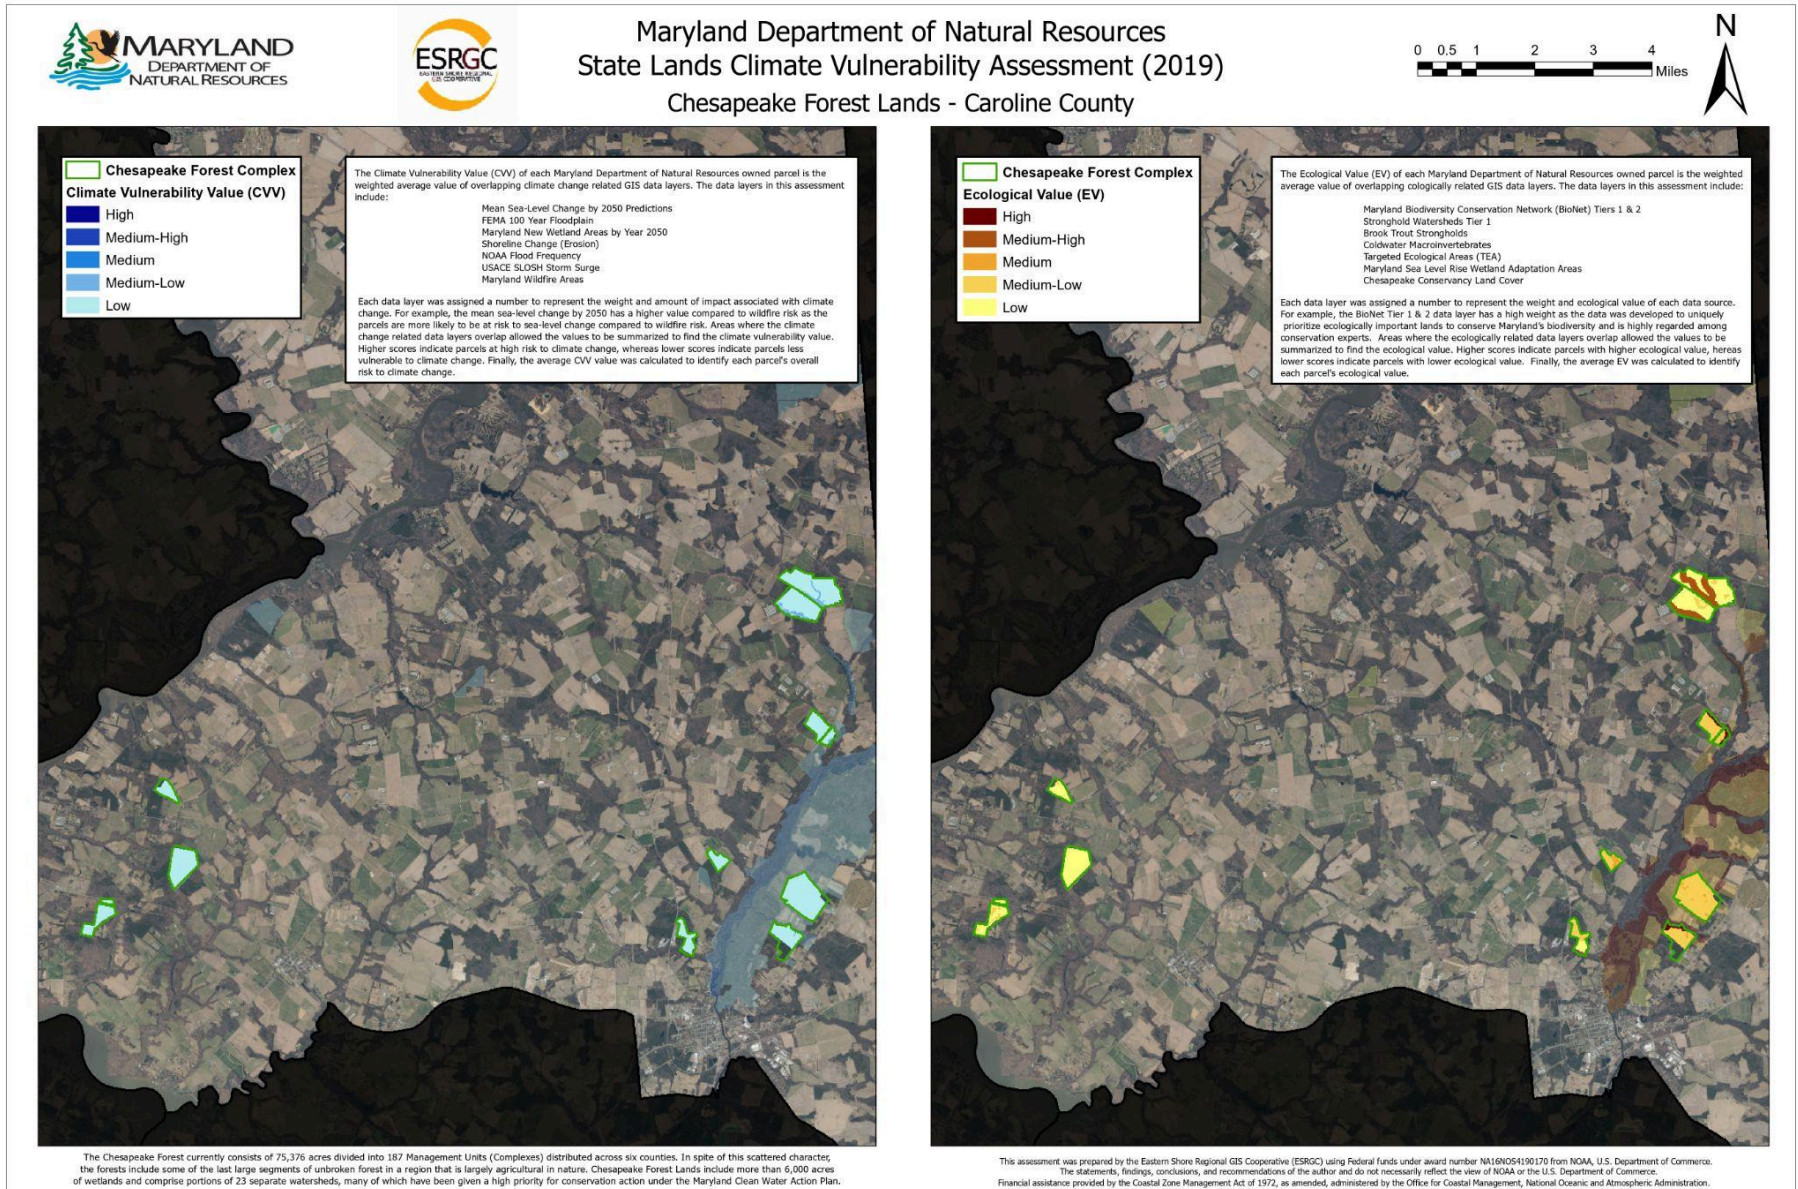 MARYLAND
DEPARTMENT OF
NATURAL RESOURCES
ESRGC
EASTERN SHORE REGIONAL
GIS COOPERATIVE
Maryland Department of Natural Resources
State Lands Climate Vulnerability Assessment (2019)
Chesapeake Forest Lands - Caroline County
0 0.5 1 2 3 4
Miles
N
Chesapeake Forest Complex
Climate Vulnerability Value (CVV)
High
Medium-High
Medium
Medium-Low
Low
The Climate Vulnerability Value (CVV) of each Maryland Department of Natural Resources owned parcel is the
weighted average value of overlapping climate change related GIS data layers. The data layers in this assessment
include:
Mean Sea-Level Change by 2050 Predictions
FEMA 100 Year Floodplain
Maryland New Wetland Areas by Year 2050
Shoreline Change (Erosion)
NOAA Flood Frequency
USACE SLOSH Storm Surge
Maryland Wildfire Areas
Each data layer was assigned a number to represent the weight and amount of impact associated with climate
change. For example, the mean sea-level change by 2050 has a higher value compared to wildfire risk as the
parcels are more likely to be at risk to sea-level change compared to wildfire risk. Areas where the climate
change related data layers overlap allowed the values to be summarized to find the climate vulnerability value.
Higher scores indicate parcels at high risk to climate change, whereas lower scores indicate parcels less
vulnerable to climate change. Finally, the average CVV value was calculated to identify each parcel's overall
risk to climate change.
Chesapeake Forest Complex
Ecological Value (EV)
High
Medium-High
Medium
Medium-Low
Low
The Ecological Value (EV) of each Maryland Department of Natural Resources owned parcel is the weighted
average value of overlapping cologically related GIS data layers. The data layers in this assessment include:
Maryland Biodiversity Conservation Network (BioNet) Tiers 1 & 2
Stronghold Watersheds Tier 1
Brook Trout Strongholds
Coldwater Macroinvertebrates
Targeted Ecological Areas (TEA)
Maryland Sea Level Rise Wetland Adaptation Areas
Chesapeake Conservancy Land Cover
Each data layer was assigned a number to represent the weight and ecological value of each data source.
For example, the BioNet Tier 1 & 2 data layer has a high weight as the data was developed to uniquely
prioritize ecologically important lands to conserve Maryland's biodiversity and is highly regarded among
conservation experts. Areas where the ecologically related data layers overlap allowed the values to be
summarized to find the ecological value. Higher scores indicate parcels with higher ecological value, hereas
lower scores indicate parcels with lower ecological value. Finally, the average EV was calculated to identify
each parcel's ecological value.
The Chesapeake Forest currently consists of 75,376 acres divided into 187 Management Units (Complexes) distributed across six counties. In spite of this scattered character,
the forests include some of the last large segments of unbroken forest in a region that is largely agricultural in nature. Chesapeake Forest Lands include more than 6,000 acres
of wetlands and comprise portions of 23 separate watersheds, many of which have been given a high priority for conservation action under the Maryland Clean Water Action Plan.
This assessment was prepared by the Eastern Shore Regional GIS Cooperative (ESRGC) using Federal funds under award number NA16NOS4190170 from NOAA, U.S. Department of Commerce.
The statements, findings, conclusions, and recommendations of the author and do not necessarily reflect the view of NOAA or the U.S. Department of Commerce.
Financial assistance provided by the Coastal Zone Management Act of 1972, as amended, administered by the Office for Coastal Management, National Oceanic and Atmospheric Administration.